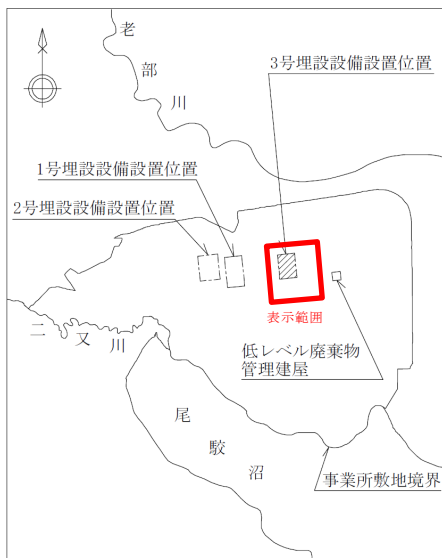 老部川
3号埋設設備設置位置
1号埋設設備設置位置
2号埋設設備設置位置
表示範囲
低レベル廃棄物
管理建屋
二又川
尾駮沼
事業所敷地境界